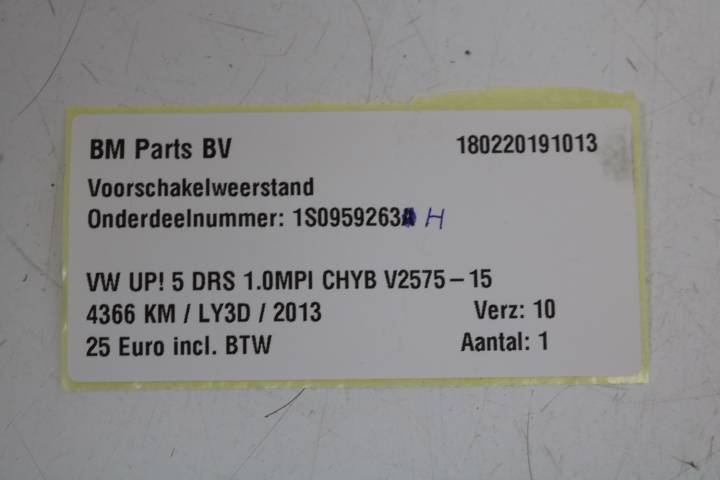 BM Parts BV 180220191013
Voorschakelweerstand
Onderdeelnummer: 1S0959263 H
VW UP! 5 DRS 1.0MPI CHYB V2575-15
4366 KM / LY3D / 2013 Verz: 10
25 Euro incl. BTW Aantal: 1